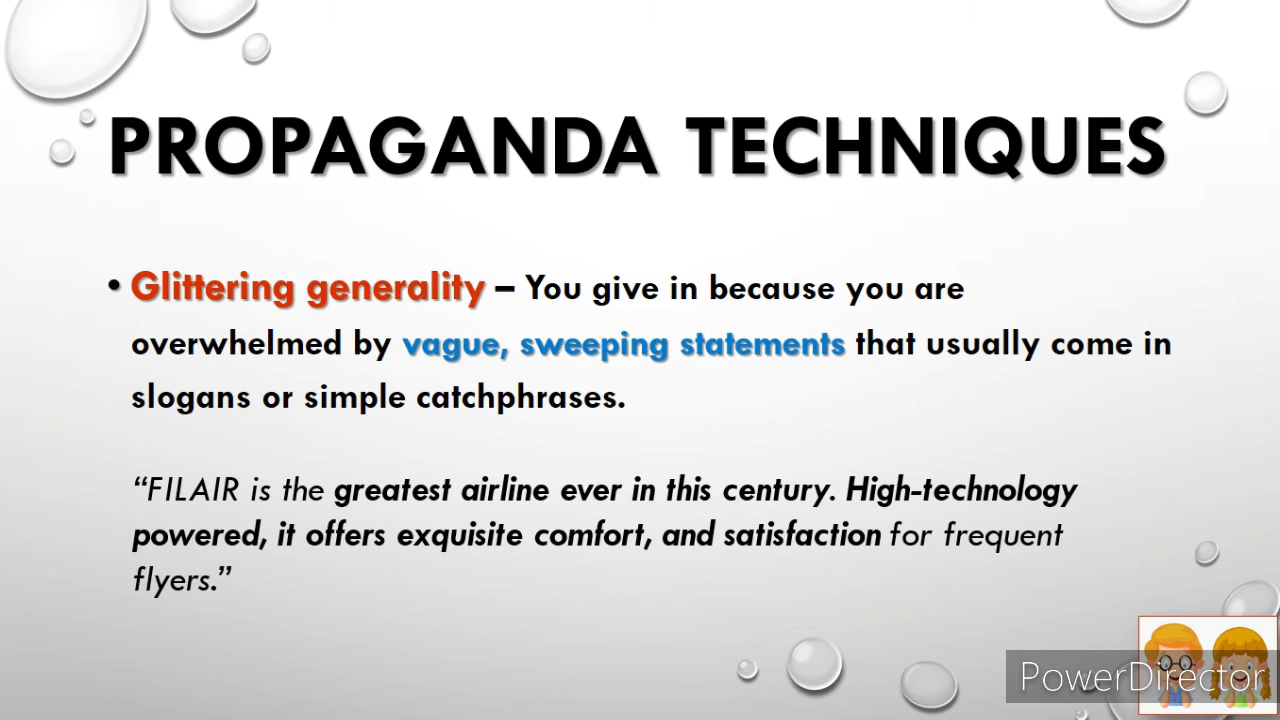 PROPAGANDA TECHNIQUES
• Glittering generality – You give in because you are
overwhelmed by vague, sweeping statements that usually come in
slogans or simple catchphrases.
“FILAIR is the greatest airline ever in this century. High-technology
powered, it offers exquisite comfort, and satisfaction for frequent
flyers.”
PowerDirector